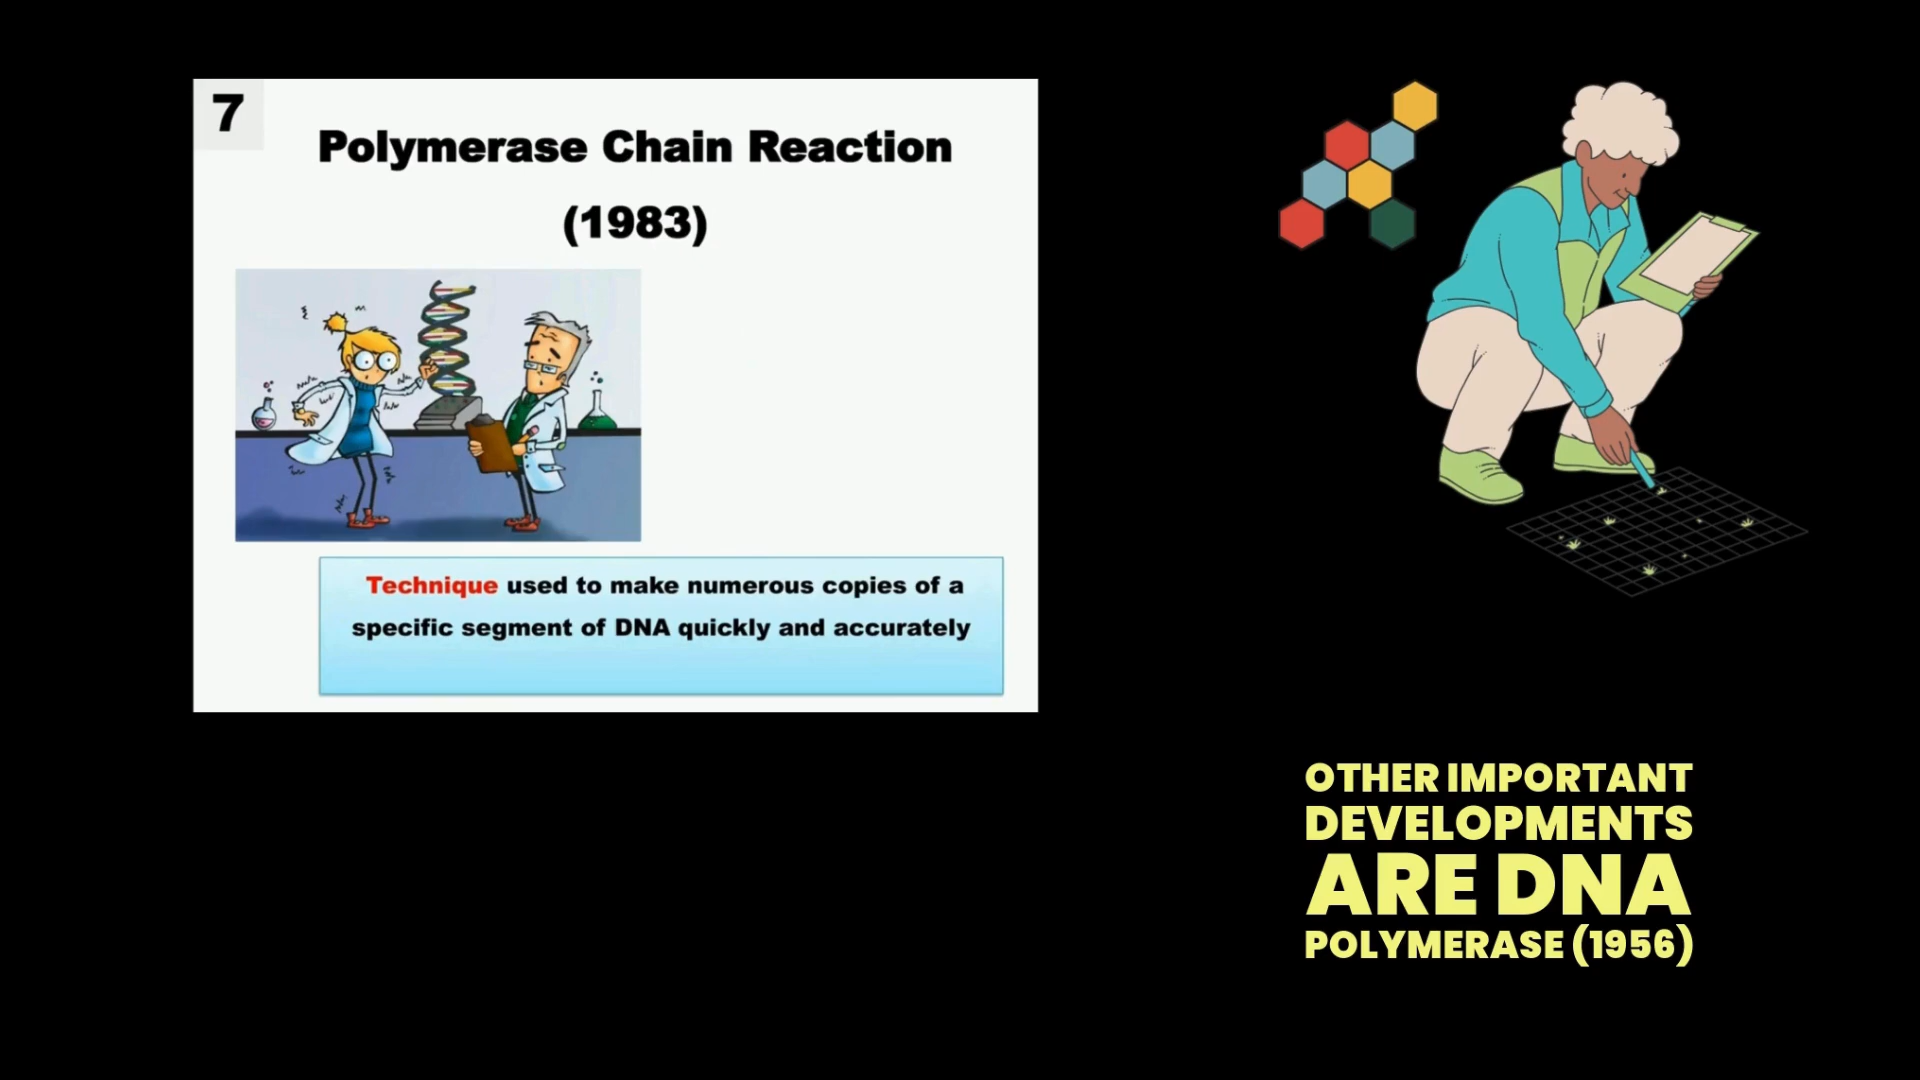 7
Polymerase Chain Reaction
(1983)
Technique used to make numerous copies of a
specific segment of DNA quickly and accurately
OTHER IMPORTANT
DEVELOPMENTS
ARE DNA
POLYMERASE (1956)